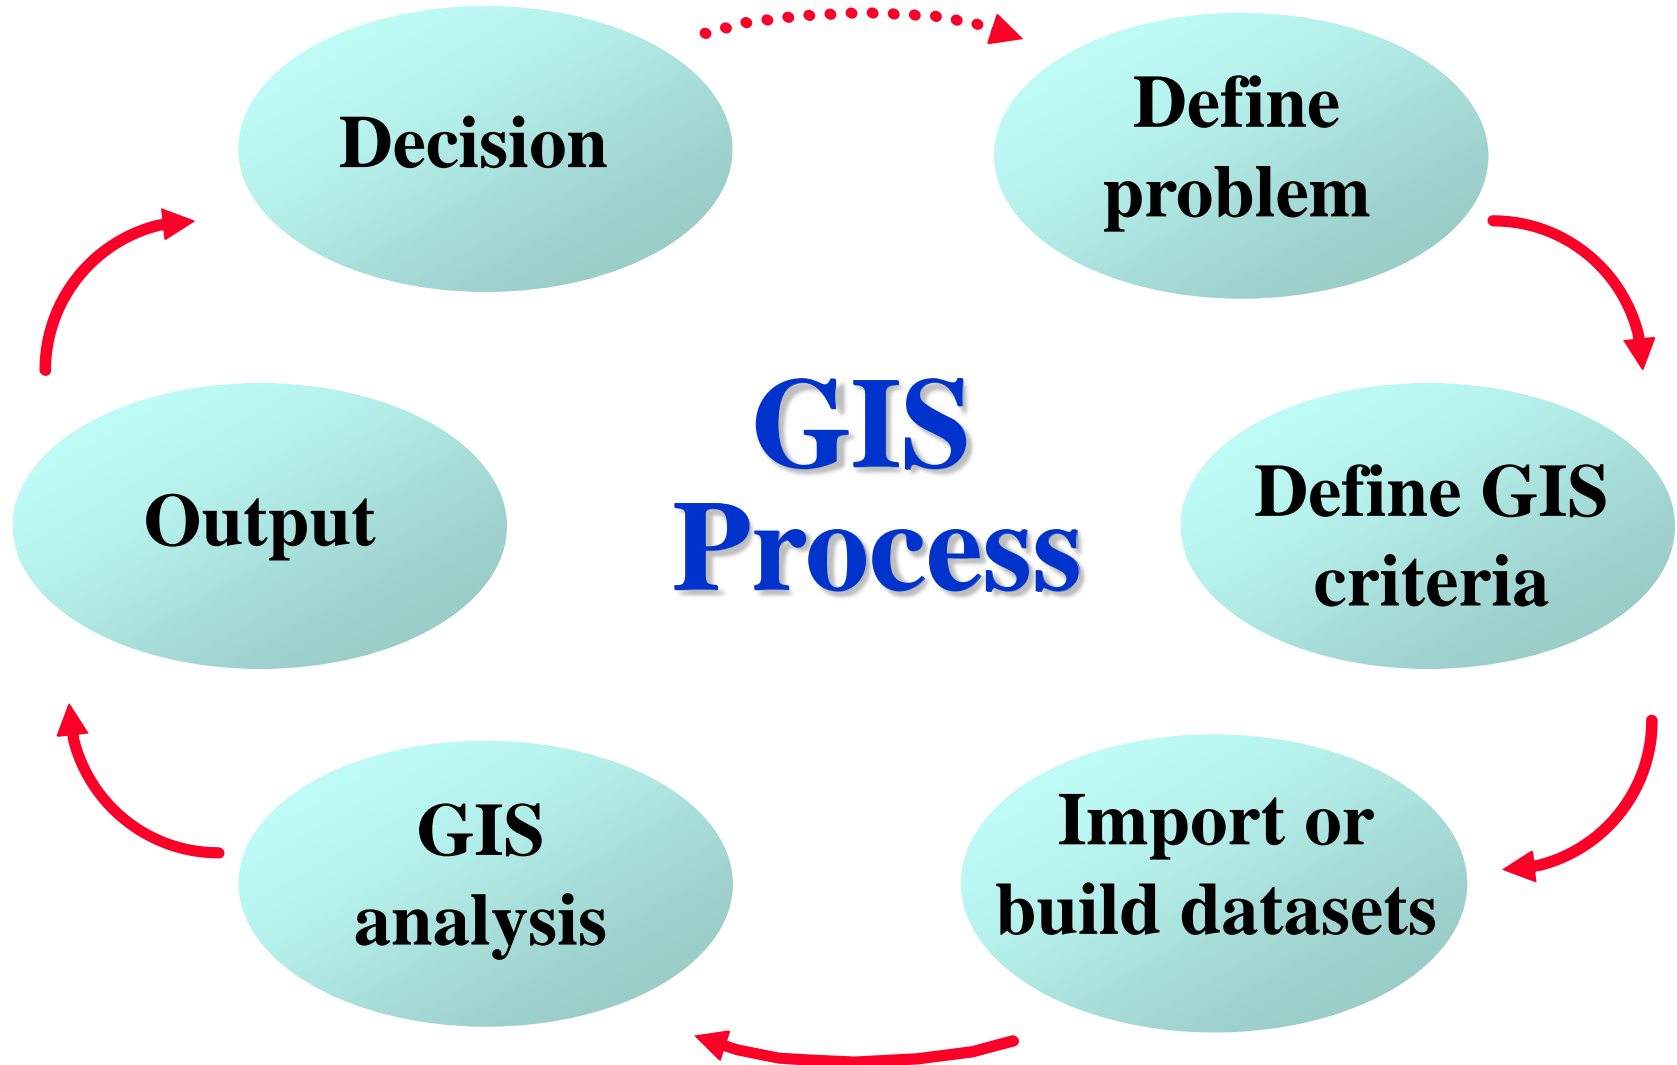 Decision
Define
problem
GIS
Process
Define GIS
criteria
Output
Import or
build datasets
GIS
analysis